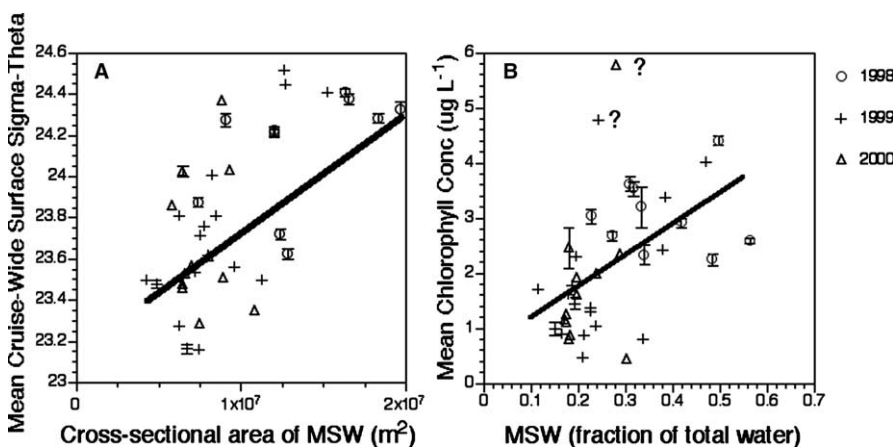 A
Mean Cruise-Wide Surface Sigma-Theta
24.6
24.4
24.2
24
23.8
23.6
23.4
23.2
23
0
1x10⁷
2x10⁷
Cross-sectional area of MSW (m²)
B
Mean Chlorophyll Conc (ug L⁻¹)
6
5
4
3
2
1
0
?
?
0 0.1 0.2 0.3 0.4 0.5 0.6 0.7
MSW (fraction of total water)
1998
1999
2000